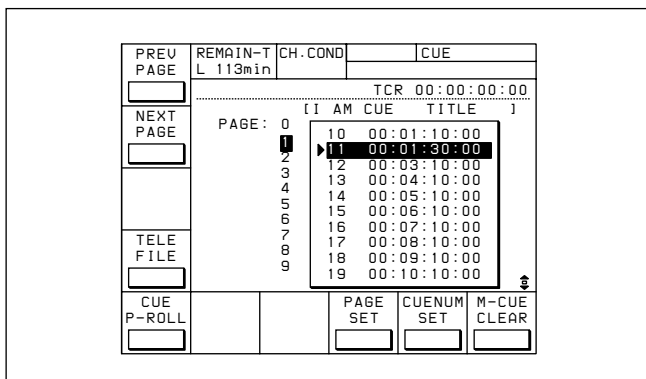 PREV PAGE
REMAIN-T
L 113min
CH.COND
CUE
TCR 00:00:00:00
[I AM CUE TITLE ]
NEXT PAGE
PAGE: 0
1
2
3
4
5
6
7
8
9
10 00:01:10:00
11 00:01:30:00
12 00:03:10:00
13 00:04:10:00
14 00:05:10:00
15 00:06:10:00
16 00:07:10:00
17 00:08:10:00
18 00:09:10:00
19 00:10:10:00
TELE FILE
CUE P-ROLL
PAGE SET
CUENUM SET
M-CUE CLEAR